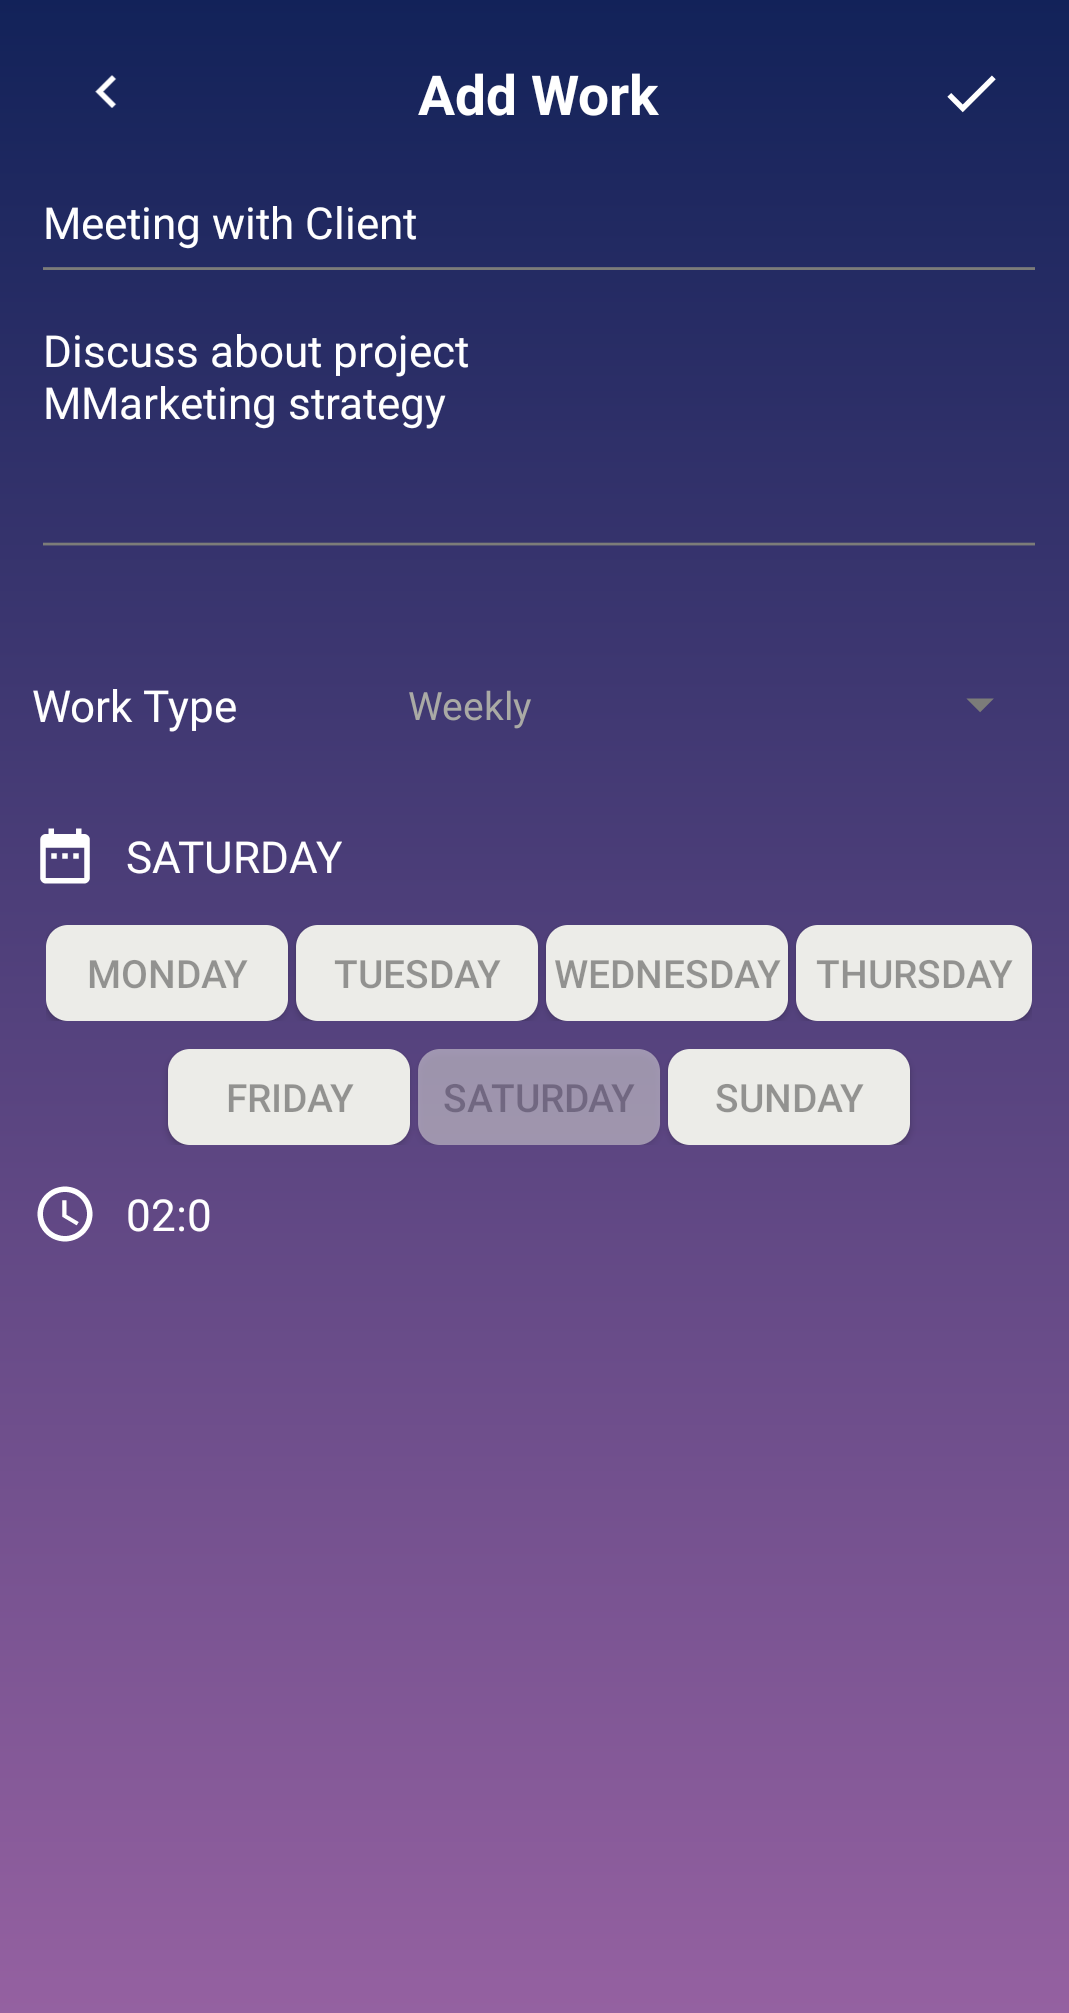 Add Work
Meeting with Client
Discuss about project
MMarketing strategy
Work Type Weekly
SATURDAY
MONDAY TUESDAY WEDNESDAY THURSDAY
FRIDAY SATURDAY SUNDAY
02:0